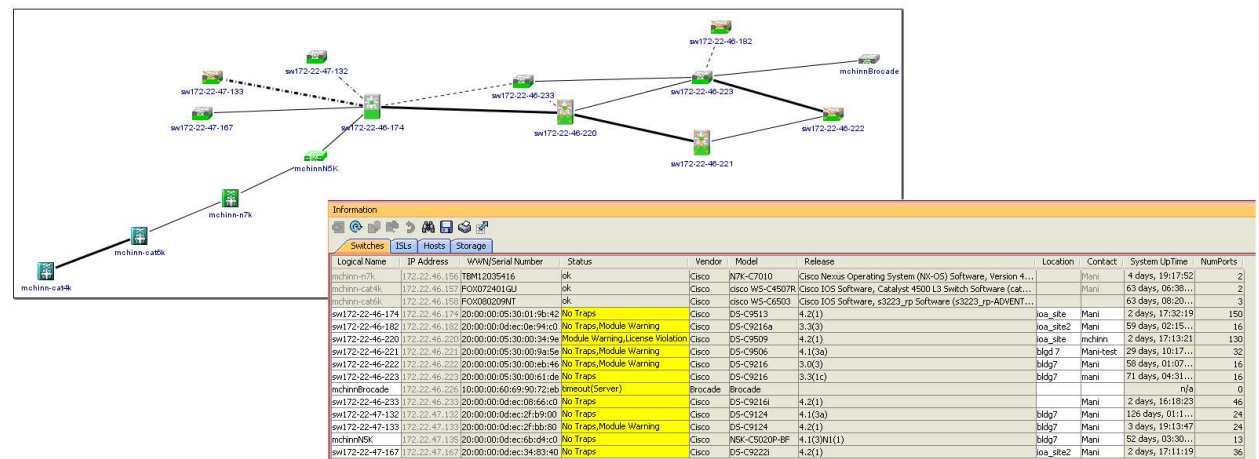 sw172-22-46-182
mchinnBrocade
sw172-22-47-132
sw172-22-47-133
sw172-22-46-233
sw172-22-46-223
sw172-22-47-167
sw172-22-46-174
sw172-22-46-220
sw172-22-46-222
sw172-22-46-221
mchinnN5K
mchinn-n7k
mchinn-cat6k
mchinn-cat4k
Information
Switches ISLs Hosts Storage
Logical Name IP Address WWN/Serial Number Status Vendor Model Release Location Contact System UpTime NumPorts
mchinn-n7k 172.22.46.156 TBM12035416 ok Cisco N7K-C7010 Cisco Nexus Operating System (NX-OS) Software, Version 4... Mani 4 days, 19:17:52 2
mchinn-cat4k 172.22.46.157 FOX072401GU ok Cisco cisco WS-C4507R Cisco IOS Software, Catalyst 4500 L3 Switch Software (cat... Mani 63 days, 06:38... 2
mchinn-cat6k 172.22.46.158 FOX080209NT ok Cisco cisco WS-C6503 Cisco IOS Software, s3223_rp Software (s3223_rp-ADVENT... 63 days, 08:20... 3
sw172-22-46-174 172.22.46.174 20:00:00:05:30:01:9b:42 No Traps Cisco DS-C9513 4.2(1) ioa_site Mani 2 days, 17:32:19 150
sw172-22-46-182 172.22.46.182 20:00:00:0d:ec:0e:94:c0 No Traps,Module Warning Cisco DS-C9216a 3.3(3) ioa_site2 Mani 59 days, 02:15... 16
sw172-22-46-220 172.22.46.220 20:00:00:05:30:00:34:9e Module Warning,License Violation Cisco DS-C9509 4.2(1) ioa_site mchinn 2 days, 17:13:21 130
sw172-22-46-221 172.22.46.221 20:00:00:05:30:00:9a:5e No Traps,Module Warning Cisco DS-C9506 4.1(3a) blgd 7 Mani-test 29 days, 10:17... 32
sw172-22-46-222 172.22.46.222 20:00:00:05:30:00:eb:46 No Traps,Module Warning Cisco DS-C9216 3.0(3) bldg7 Mani 58 days, 01:07... 16
sw172-22-46-223 172.22.46.223 20:00:00:05:30:00:61:de No Traps Cisco DS-C9216 3.3(1c) bldg7 mani 71 days, 04:31... 16
mchinnBrocade 172.22.46.226 10:00:00:60:69:90:72:eb timeout(Server) Brocade Brocade n/a 0
sw172-22-46-233 172.22.46.233 20:00:00:0d:ec:08:66:c0 No Traps Cisco DS-C9216i 4.2(1) Mani 2 days, 16:18:23 46
sw172-22-47-132 172.22.47.132 20:00:00:0d:ec:2f:b9:00 No Traps Cisco DS-C9124 4.1(3a) bldg7 Mani 126 days, 01:1... 24
sw172-22-47-133 172.22.47.133 20:00:00:0d:ec:2f:bb:80 No Traps,Module Warning Cisco DS-C9124 4.2(1) bldg7 Mani 3 days, 19:13:47 24
mchinnN5K 172.22.47.135 20:00:00:0d:ec:6b:d4:c0 No Traps Cisco N5K-C5020P-BF 4.1(3)N1(1) bldg7 Mani 52 days, 03:30... 13
sw172-22-47-167 172.22.47.167 20:00:00:0d:ec:34:83:40 No Traps Cisco DS-C9222i 4.2(1) ioa_site2 Mani 2 days, 17:11:19 36